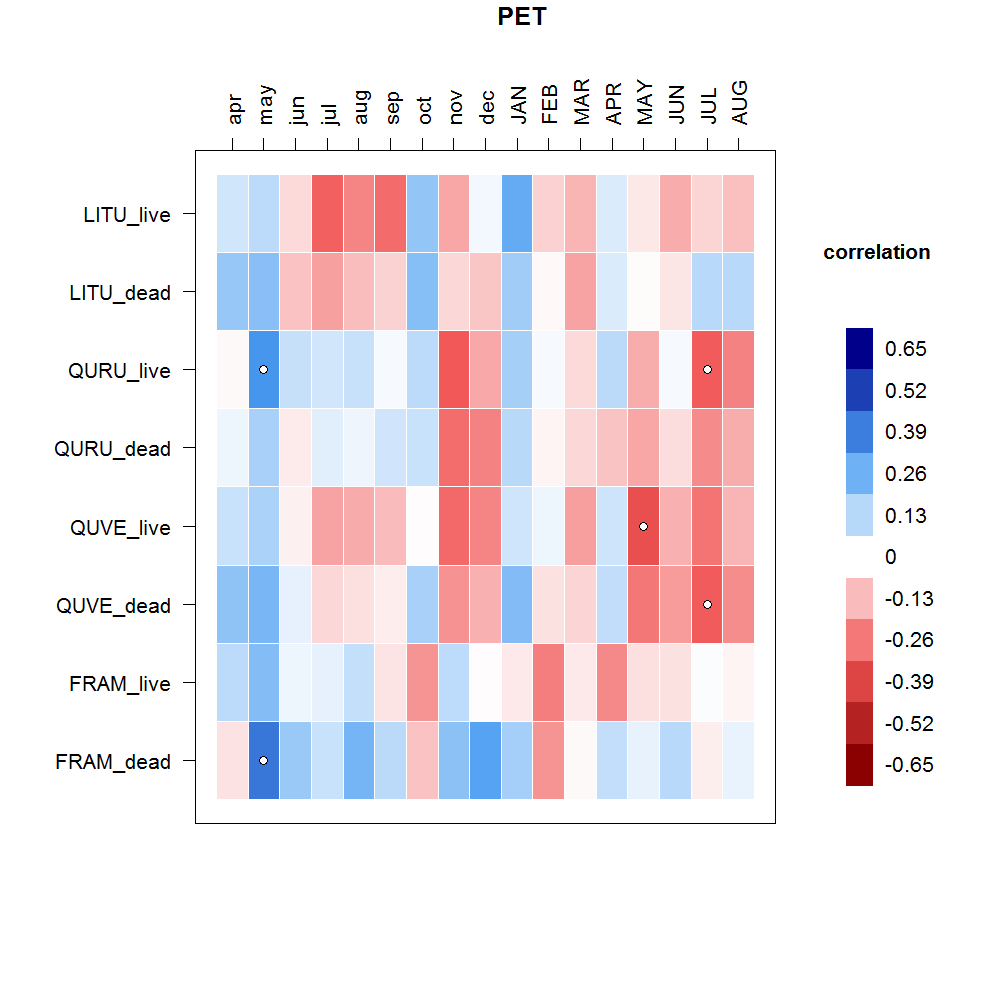 PET
apr may jun jul aug sep oct nov dec JAN FEB MAR APR MAY JUN JUL AUG
LITU_live
LITU_dead
QURU_live
QURU_dead
QUVE_live
QUVE_dead
FRAM_live
FRAM_dead
correlation
0.65
0.52
0.39
0.26
0.13
0
-0.13
-0.26
-0.39
-0.52
-0.65